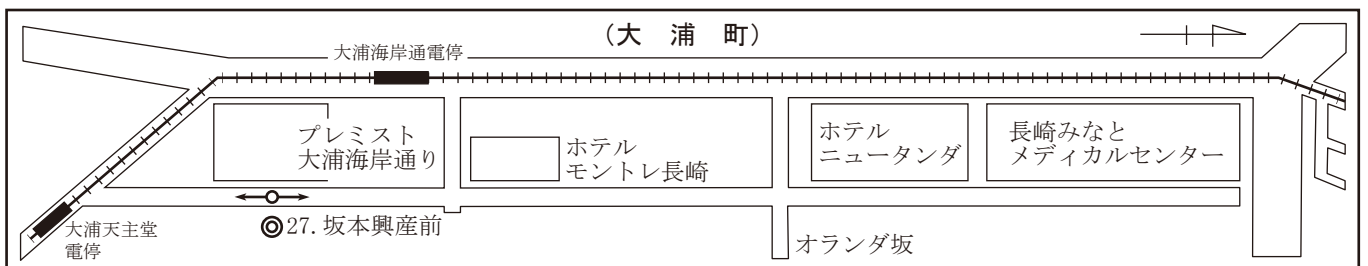 (大 浦 町)
大浦海岸通電停
プレミスト
大浦海岸通り
ホテル
モントレ長崎
ホテル
ニュータンダ
長崎みなと
メディカルセンター
大浦天主堂
電停
◎27. 坂本興産前
オランダ坂